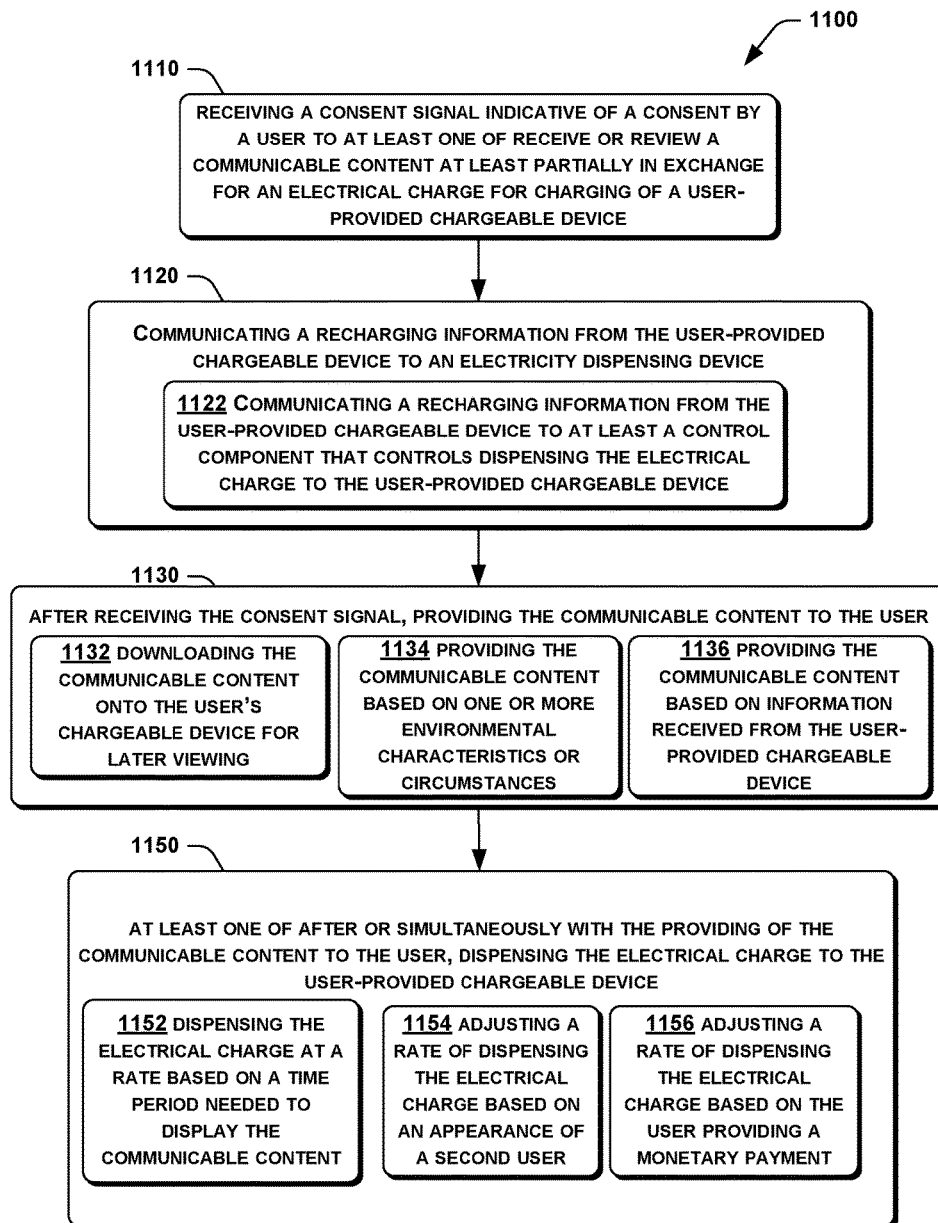 1100
1110
RECEIVING A CONSENT SIGNAL INDICATIVE OF A CONSENT BY
A USER TO AT LEAST ONE OF RECEIVE OR REVIEW A
COMMUNICABLE CONTENT AT LEAST PARTIALLY IN EXCHANGE
FOR AN ELECTRICAL CHARGE FOR CHARGING OF A USER-
PROVIDED CHARGEABLE DEVICE
1120
COMMUNICATING A RECHARGING INFORMATION FROM THE USER-PROVIDED
CHARGEABLE DEVICE TO AN ELECTRICITY DISPENSING DEVICE
1122 COMMUNICATING A RECHARGING INFORMATION FROM THE
USER-PROVIDED CHARGEABLE DEVICE TO AT LEAST A CONTROL
COMPONENT THAT CONTROLS DISPENSING THE ELECTRICAL
CHARGE TO THE USER-PROVIDED CHARGEABLE DEVICE
1130
AFTER RECEIVING THE CONSENT SIGNAL, PROVIDING THE COMMUNICABLE CONTENT TO THE USER
1132 DOWNLOADING THE
COMMUNICABLE CONTENT
ONTO THE USER'S
CHARGEABLE DEVICE FOR
LATER VIEWING
1134 PROVIDING THE
COMMUNICABLE CONTENT
BASED ON ONE OR MORE
ENVIRONMENTAL
CHARACTERISTICS OR
CIRCUMSTANCES
1136 PROVIDING THE
COMMUNICABLE CONTENT
BASED ON INFORMATION
RECEIVED FROM THE USER-
PROVIDED CHARGEABLE
DEVICE
1150
AT LEAST ONE OF AFTER OR SIMULTANEOUSLY WITH THE PROVIDING OF THE
COMMUNICABLE CONTENT TO THE USER, DISPENSING THE ELECTRICAL CHARGE TO THE
USER-PROVIDED CHARGEABLE DEVICE
1152 DISPENSING THE
ELECTRICAL CHARGE AT A
RATE BASED ON A TIME
PERIOD NEEDED TO
DISPLAY THE
COMMUNICABLE CONTENT
1154 ADJUSTING A
RATE OF DISPENSING
THE ELECTRICAL
CHARGE BASED ON
AN APPEARANCE OF
A SECOND USER
1156 ADJUSTING A
RATE OF DISPENSING
THE ELECTRICAL
CHARGE BASED ON THE
USER PROVIDING A
MONETARY PAYMENT